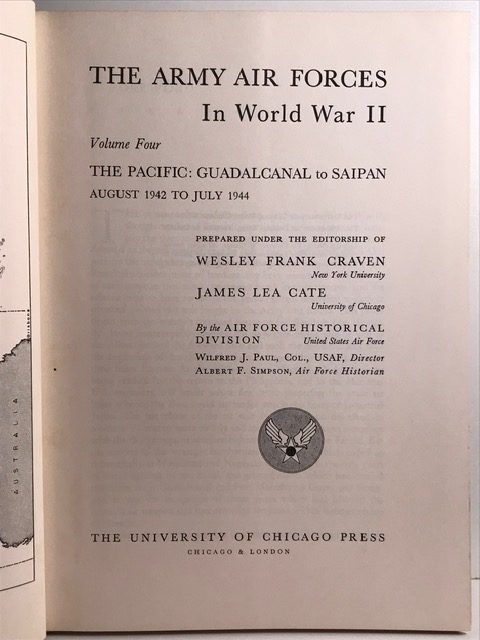 THE ARMY AIR FORCES
In World War II
Volume Four
THE PACIFIC: GUADALCANAL to SAIPAN
AUGUST 1942 TO JULY 1944
PREPARED UNDER THE EDITORSHIP OF
WESLEY FRANK CRAVEN
New York University
JAMES LEA CATE
University of Chicago
By the AIR FORCE HISTORICAL
DIVISION United States Air Force
WILFRED J. PAUL, COL., USAF, Director
ALBERT F. SIMPSON, Air Force Historian
THE UNIVERSITY OF CHICAGO PRESS
CHICAGO & LONDON
AUSTRALIA